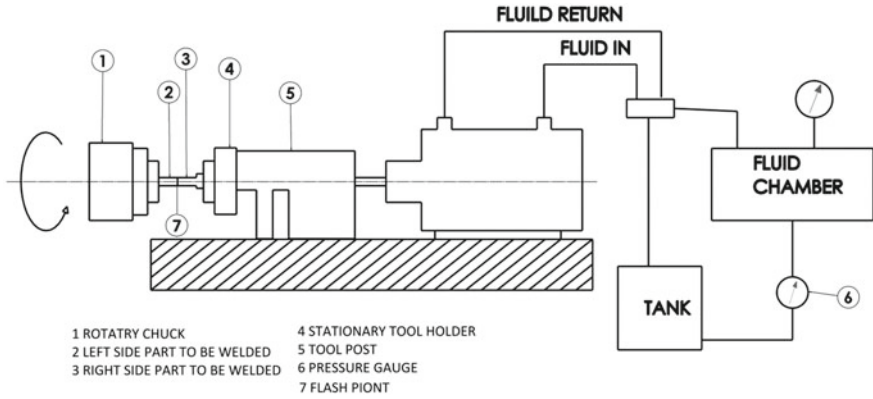 FLUILD RETURN
FLUID IN
1
2
3
4
5
7
FLUID
CHAMBER
TANK
6
1 ROTATRY CHUCK
2 LEFT SIDE PART TO BE WELDED
3 RIGHT SIDE PART TO BE WELDED
4 STATIONARY TOOL HOLDER
5 TOOL POST
6 PRESSURE GAUGE
7 FLASH PIONT